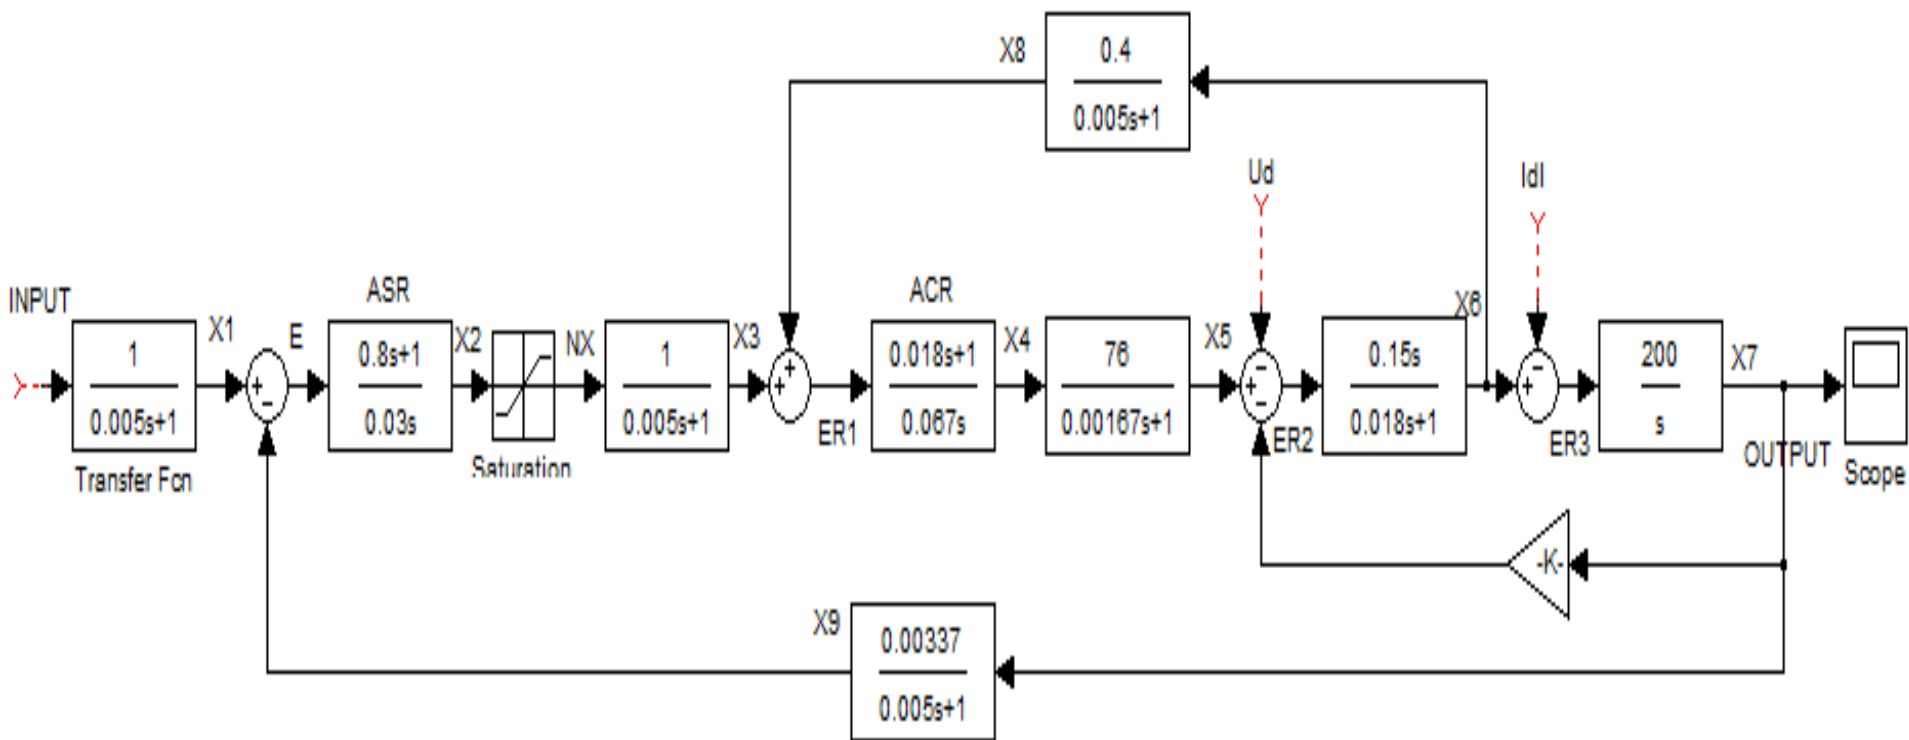 X8
0.4
0.005s+1
Ud
Idl
INPUT
1
0.005s+1
Transfer Fcn
X1
+
−
E
ASR
0.8s+1
0.03s
X2
Saturation
NX
1
0.005s+1
X3
+
+
ER1
ACR
0.018s+1
0.067s
X4
76
0.00167s+1
X5
−
+
−
ER2
0.15s
0.018s+1
X6
−
+
ER3
200
s
X7
OUTPUT
Scope
-K-
X9
0.00337
0.005s+1